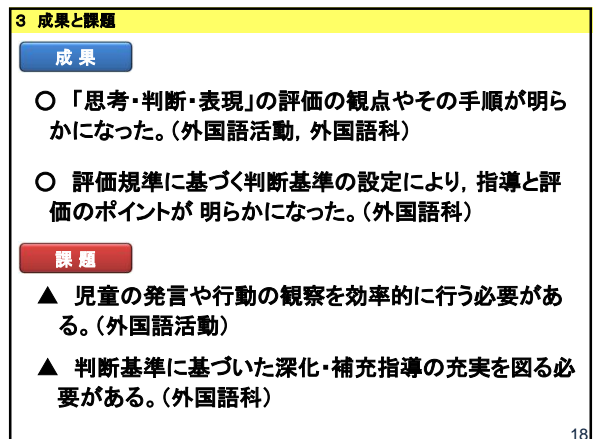 3 成果と課題
成 果
○ 「思考・判断・表現」の評価の観点やその手順が明ら
かになった。(外国語活動,外国語科)
○ 評価規準に基づく判断基準の設定により,指導と評
価のポイントが 明らかになった。(外国語科)
課 題
▲ 児童の発言や行動の観察を効率的に行う必要があ
る。(外国語活動)
▲ 判断基準に基づいた深化・補充指導の充実を図る必
要がある。(外国語科)
18